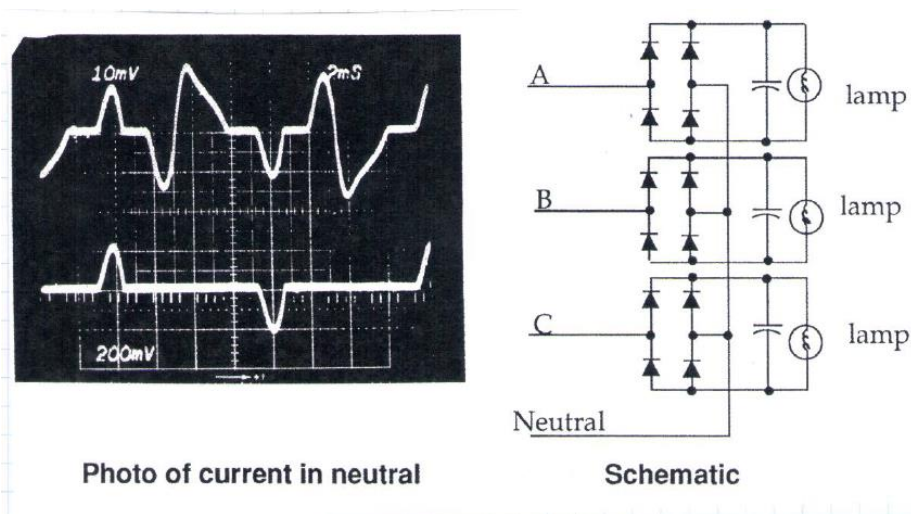 10mV 2mS
200mV
Photo of current in neutral
A
lamp
B
lamp
C
lamp
Neutral
Schematic